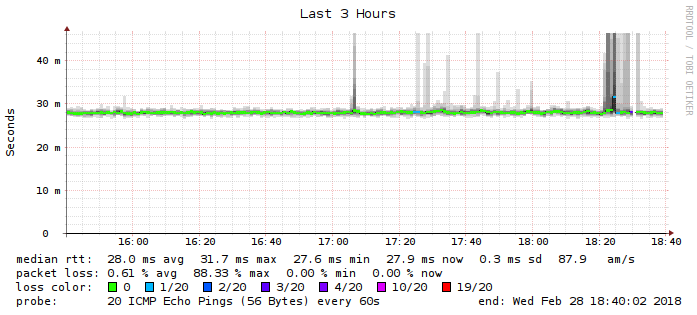 Last 3 Hours
RRDTOOL / TOBI OETIKER
Seconds
40 m
30 m
20 m
10 m
0
16:00 16:20 16:40 17:00 17:20 17:40 18:00 18:20 18:40
median rtt: 28.0 ms avg 31.7 ms max 27.6 ms min 27.9 ms now 0.3 ms sd 87.9 am/s
packet loss: 0.61 % avg 88.33 % max 0.00 % min 0.00 % now
loss color: 0 1/20 2/20 3/20 4/20 10/20 19/20
probe: 20 ICMP Echo Pings (56 Bytes) every 60s end: Wed Feb 28 18:40:02 2018